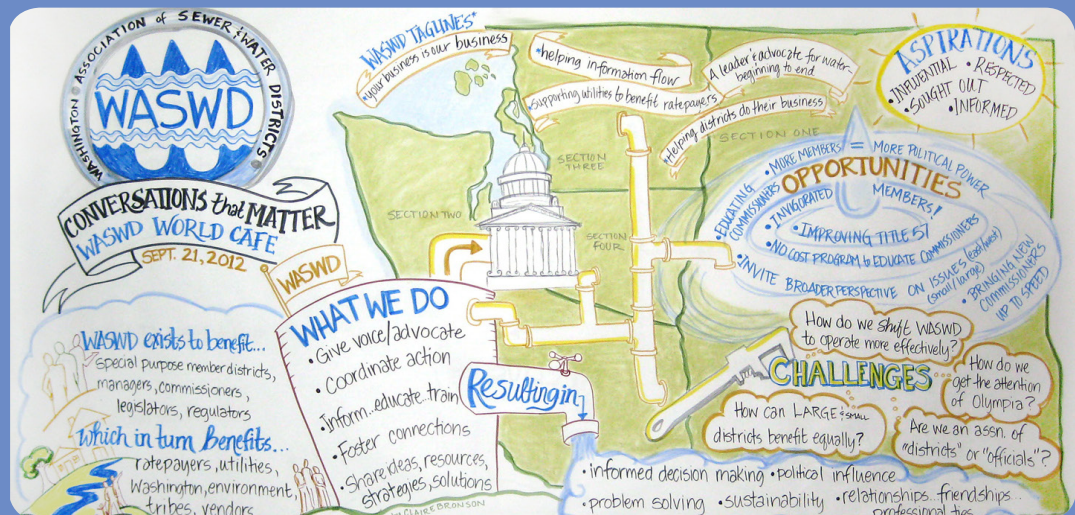 WASHINGTON ASSOCIATION of SEWER & WATER DISTRICTS
WASWD
CONVERSATIONS that MATTER
WASWD WORLD CAFE
SEPT. 21, 2012
WASWD TAGLINES*
•your business is our business
•helping information flow
•Supporting utilities to benefit ratepayers
A leader & advocate for water-
beginning to end
*Helping districts do their business
ASPIRATIONS
•INFLUENTIAL •RESPECTED
•SOUGHT OUT
•INFORMED
SECTION ONE
SECTION
THREE
SECTION TWO
SECTION
FOUR
•MORE MEMBERS = MORE POLITICAL POWER
OPPORTUNITIES
•EDUCATING
COMMISSIONERS
•INVIGORATED MEMBERS!
•IMPROVING TITLE 57
•NO COST PROGRAM to EDUCATE COMMISSIONERS
•INVITE BROADER PERSPECTIVE ON ISSUES (east/west)
(small/large)
•BRINGING NEW
COMMISSIONERS
UP TO SPEED
WASWD
WHAT WE DO
•Give voice/advocate
•Coordinate action
•Inform..educate..train
•Foster connections
•Share ideas, resources,
strategies, solutions
WASWD exists to benefit...
special purpose member districts,
managers, commissioners,
legislators, regulators
which in turn Benefits...
ratepayers, utilities,
Washington, environment,
tribes, vendors
Resulting in
•informed decision making •political influence
•problem solving •sustainability •relationships..friendships...
professional ties
CHALLENGES
How do we shift WASWD
to operate more effectively?
How do we
get the attention
of Olympia?
How can LARGE & SMALL
districts benefit equally?
Are we an assn. of
"districts" or "officials"?
CLAIRE BRONSON